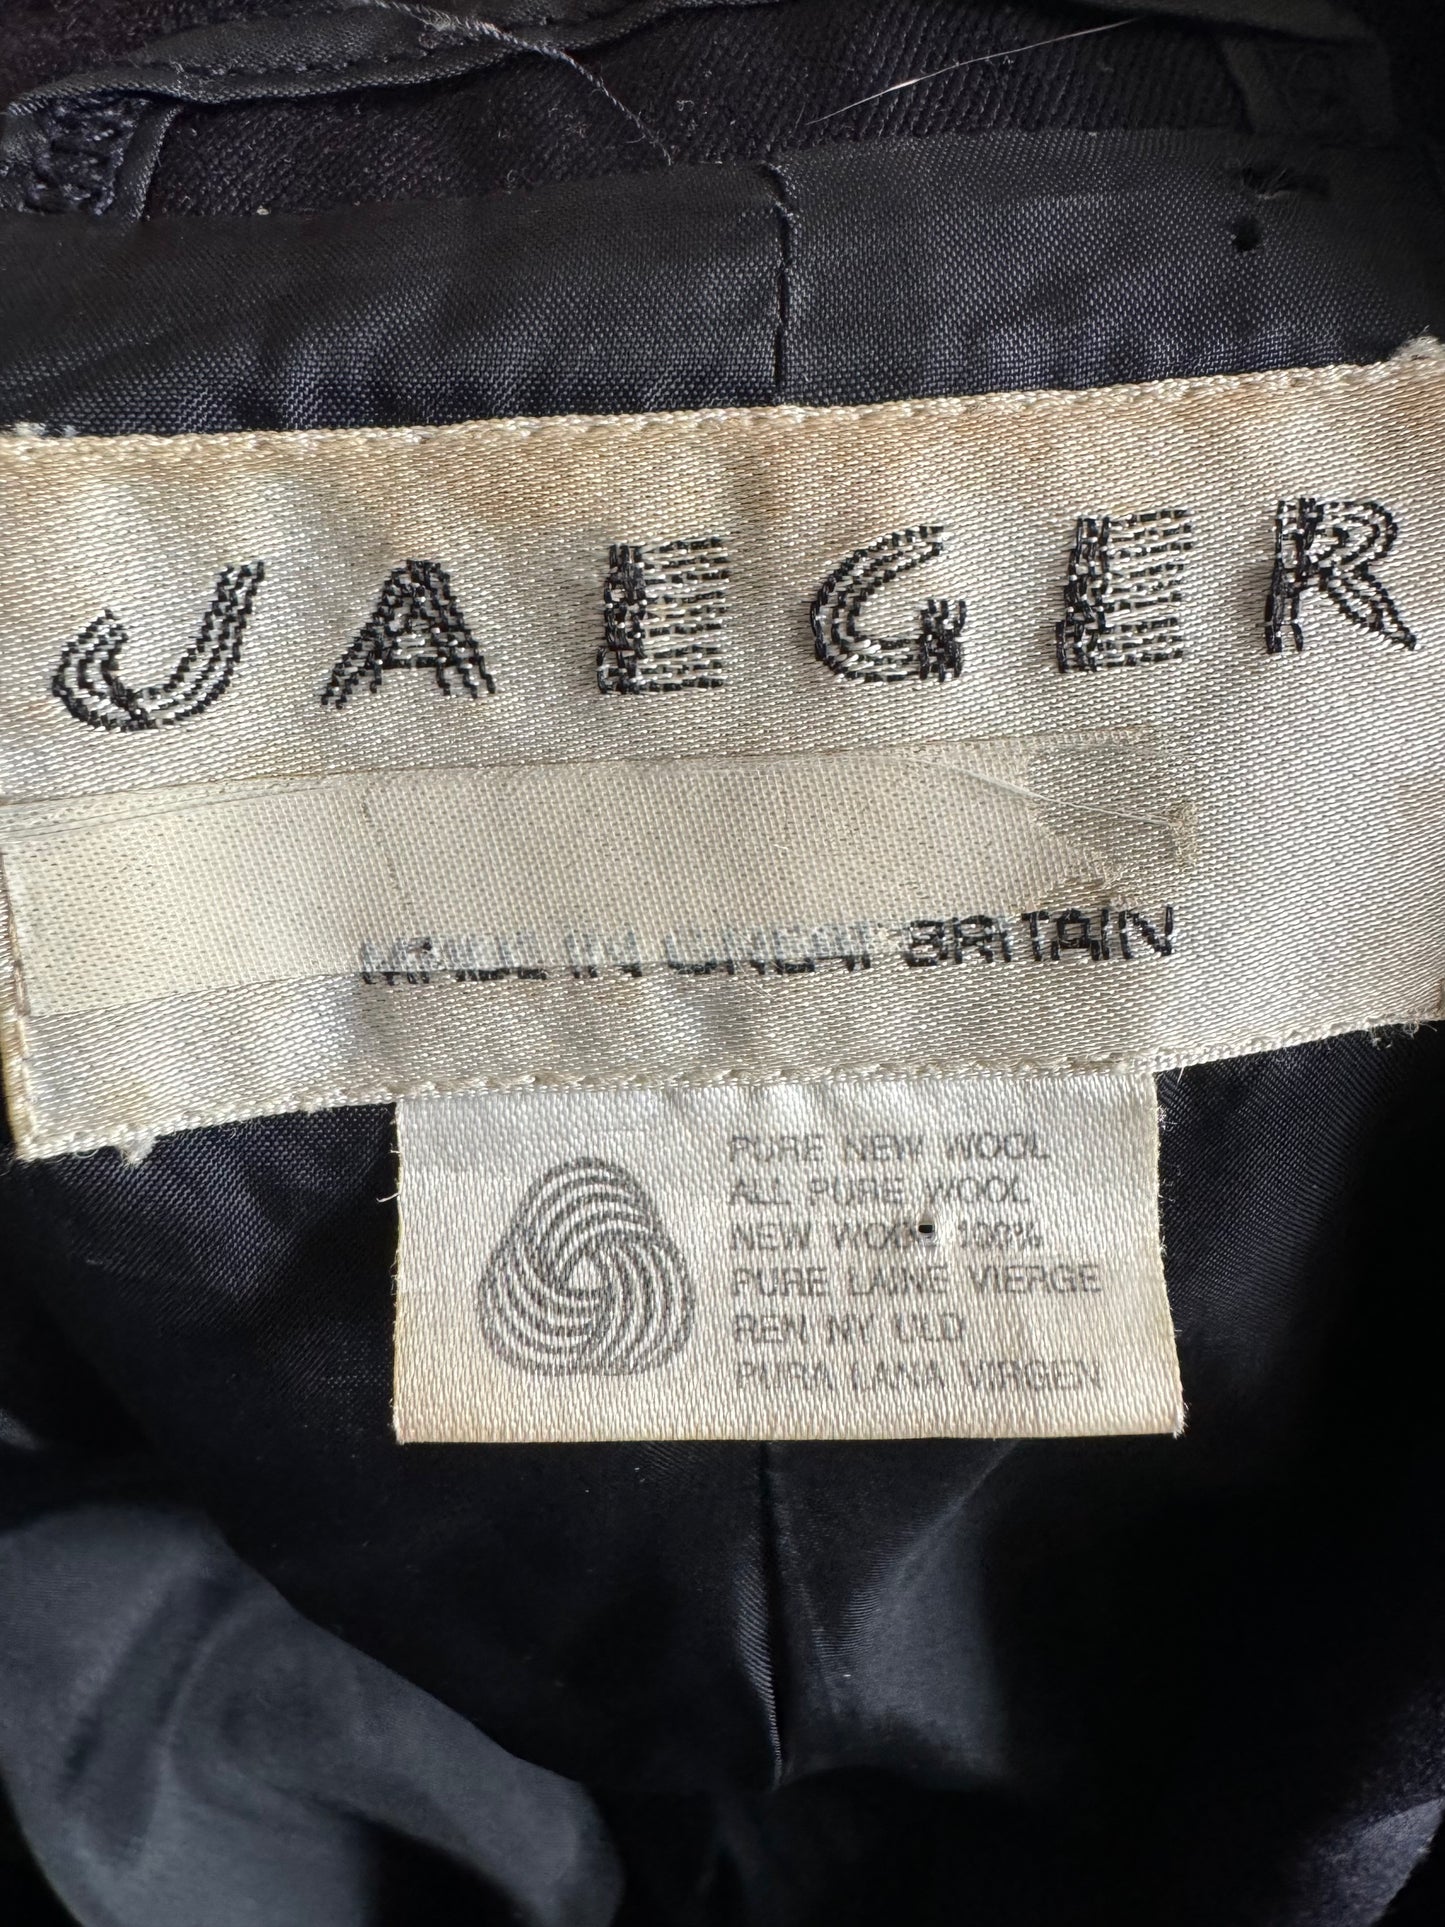 JAEGER
MADE IN GREAT BRITAIN
PURE NEW WOOL
ALL PURE WOOL
NEW WOOL 100%
PURE LAINE VIERGE
REN NY ULD
PURA LANA VIRGEN